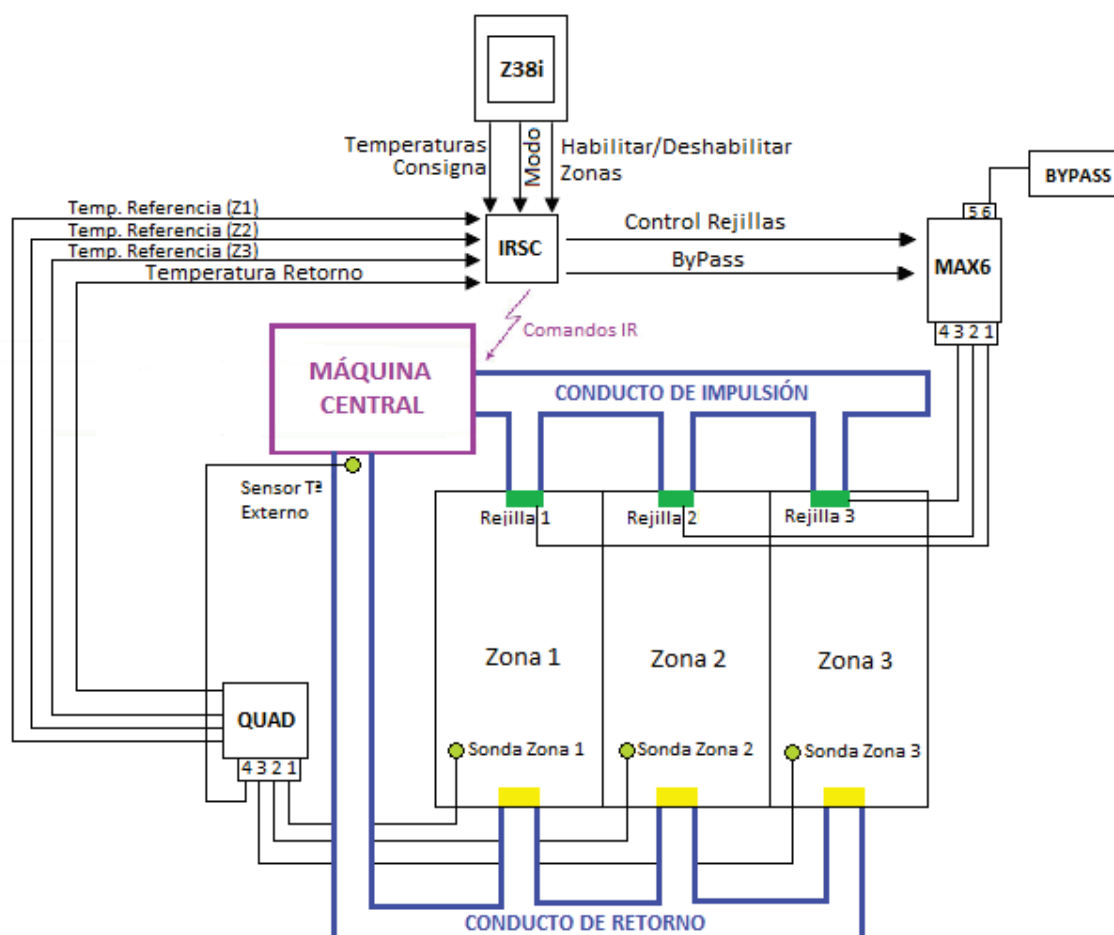 Z38i
Temperaturas
Consigna
Modo
Habilitar/Deshabilitar
Zonas
BYPASS
Temp. Referencia (Z1)
Temp. Referencia (Z2)
Temp. Referencia (Z3)
Temperatura Retorno
IRSC
Control Rejillas
ByPass
5 6
MAX6
4 3 2 1
Comandos IR
MÁQUINA
CENTRAL
CONDUCTO DE IMPULSIÓN
Sensor Tª
Externo
Rejilla 1
Rejilla 2
Rejilla 3
Zona 1
Zona 2
Zona 3
QUAD
4 3 2 1
Sonda Zona 1
Sonda Zona 2
Sonda Zona 3
CONDUCTO DE RETORNO